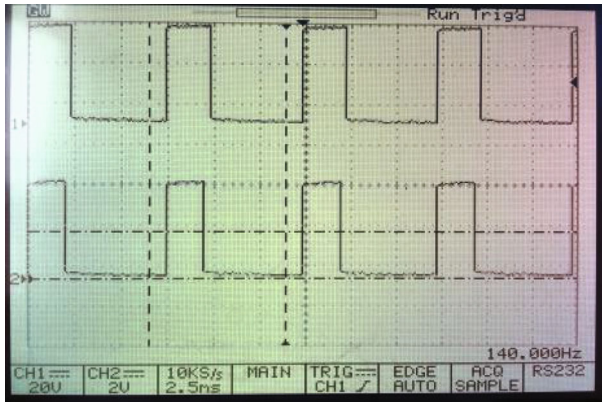 GW
Run Trig'd
1
2
140.000Hz
CH1 CH2 10KS/s MAIN TRIG EDGE ACQ RS232
20V 2V 2.5ms CH1 AUTO SAMPLE